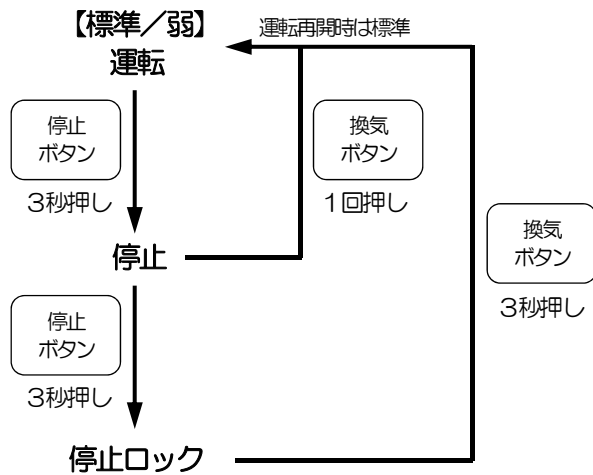 【標準／弱】
運転
運転再開時は標準
停止
ボタン
3秒押し
換気
ボタン
1回押し
停止
換気
ボタン
3秒押し
停止
ボタン
3秒押し
停止ロック